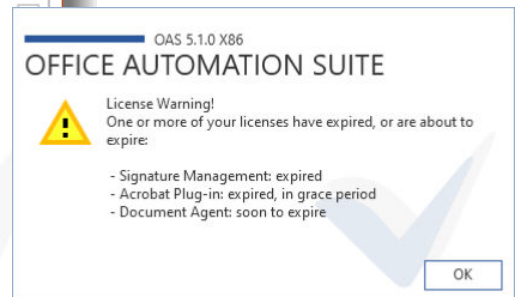 OAS 5.1.0 X86
OFFICE AUTOMATION SUITE
License Warning!
One or more of your licenses have expired, or are about to
expire:
- Signature Management: expired
- Acrobat Plug-in: expired, in grace period
- Document Agent: soon to expire
OK